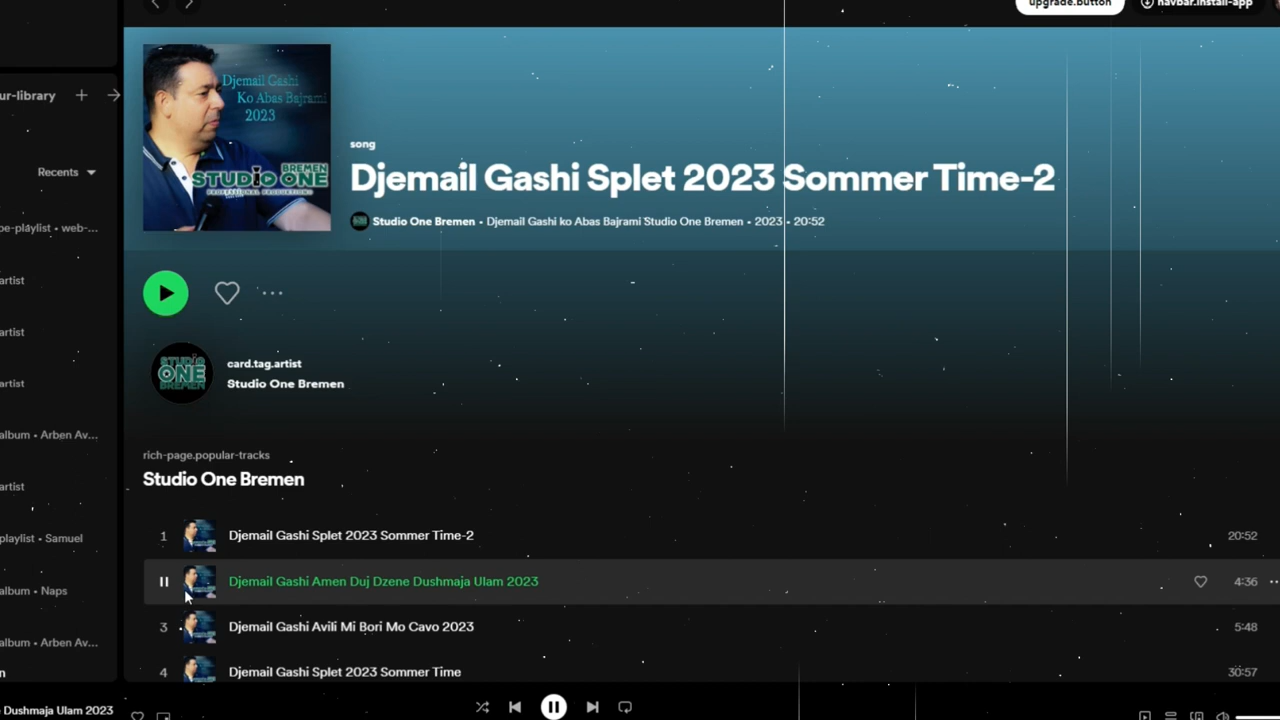 upgrade.button
navbar.install-app
ur-library
Recents
pe-playlist • web-...
artist
artist
artist
album • Arben Av...
artist
playlist • Samuel
album • Naps
album • Arben Av...
n
Djemail Gashi
Ko Abas Bajrami
2023
STUDIO ONE
BREMEN
PROFESSIONAL PRODUCTION
song
Djemail Gashi Splet 2023 Sommer Time-2
Studio One Bremen • Djemail Gashi ko Abas Bajrami Studio One Bremen • 2023 • 20:52
STUDIO
ONE
BREMEN
card.tag.artist
Studio One Bremen
rich-page.popular-tracks
Studio One Bremen
1 Djemail Gashi Splet 2023 Sommer Time-2 20:52
Djemail Gashi Amen Duj Dzene Dushmaja Ulam 2023 4:36
3 Djemail Gashi Avili Mi Bori Mo Cavo 2023 5:48
4 Djemail Gashi Splet 2023 Sommer Time 30:57
Dushmaja Ulam 2023